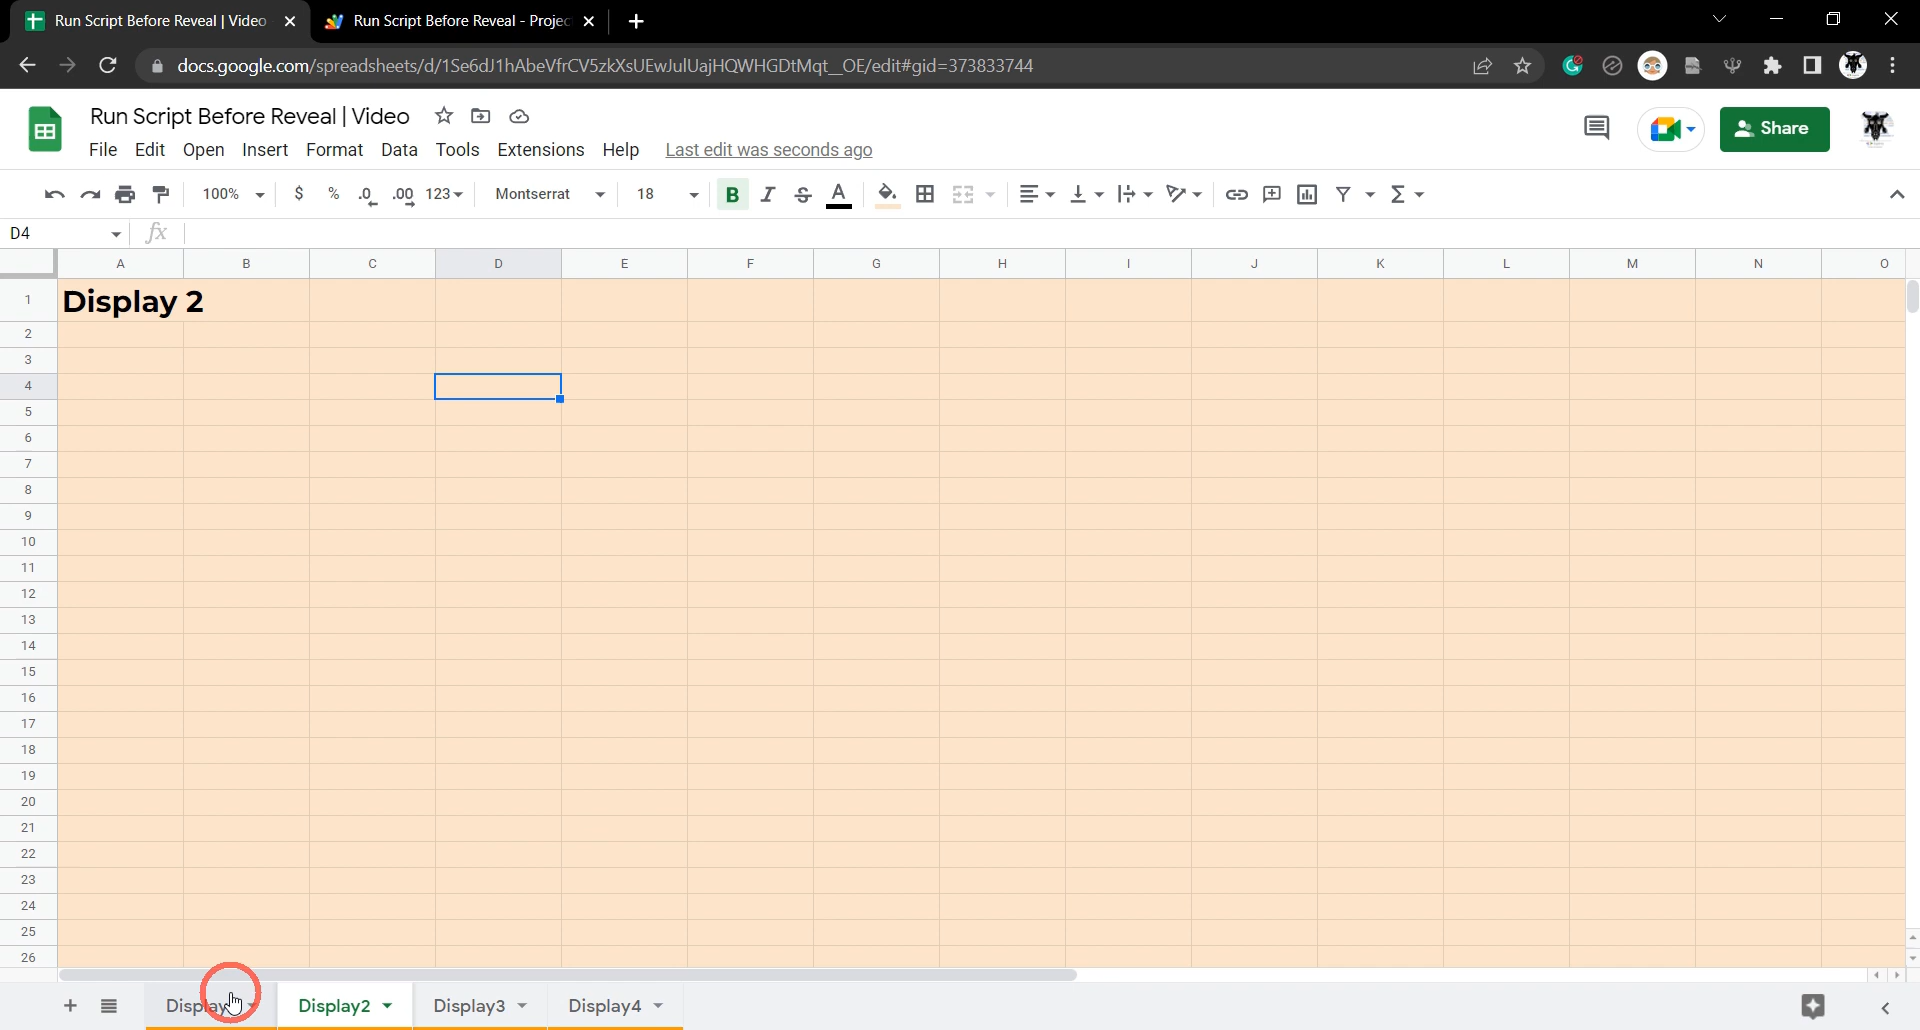 Run Script Before Reveal | Video
Run Script Before Reveal - Projec
docs.google.com/spreadsheets/d/1Se6dJ1hAbeVfrCV5zkXsUEwJulUajHQWHGDtMqt__OE/edit#gid=373833744
Run Script Before Reveal | Video
Share
File Edit Open Insert Format Data Tools Extensions Help Last edit was seconds ago
100% $ % .0 .00 123 Montserrat 18 B I S A
D4 fx
A B C D E F G H I J K L M N O
1 Display 2
2
3
4
5
6
7
8
9
10
11
12
13
14
15
16
17
18
19
20
21
22
23
24
25
26
Display2 Display3 Display4